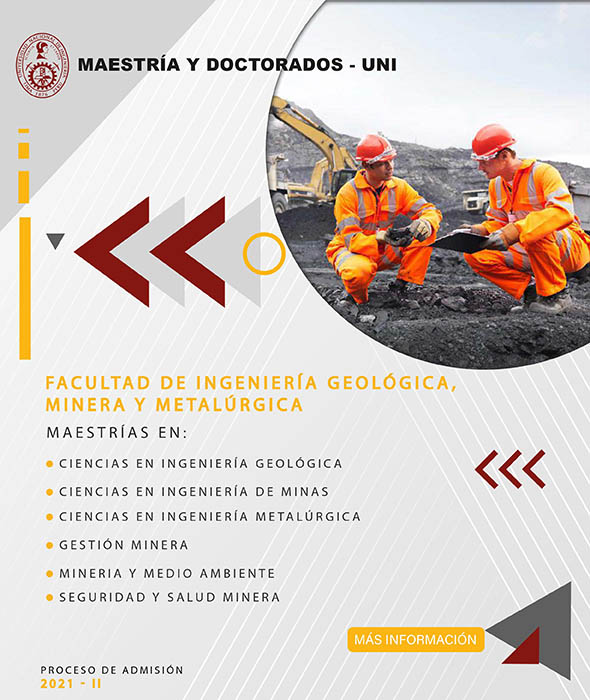 MAESTRÍA Y DOCTORADOS - UNI
FACULTAD DE INGENIERÍA GEOLÓGICA,
MINERA Y METALÚRGICA
MAESTRÍAS EN:
CIENCIAS EN INGENIERÍA GEOLÓGICA
CIENCIAS EN INGENIERÍA DE MINAS
CIENCIAS EN INGENIERÍA METALÚRGICA
GESTIÓN MINERA
MINERIA Y MEDIO AMBIENTE
SEGURIDAD Y SALUD MINERA
MÁS INFORMACIÓN
PROCESO DE ADMISIÓN
2021 - II